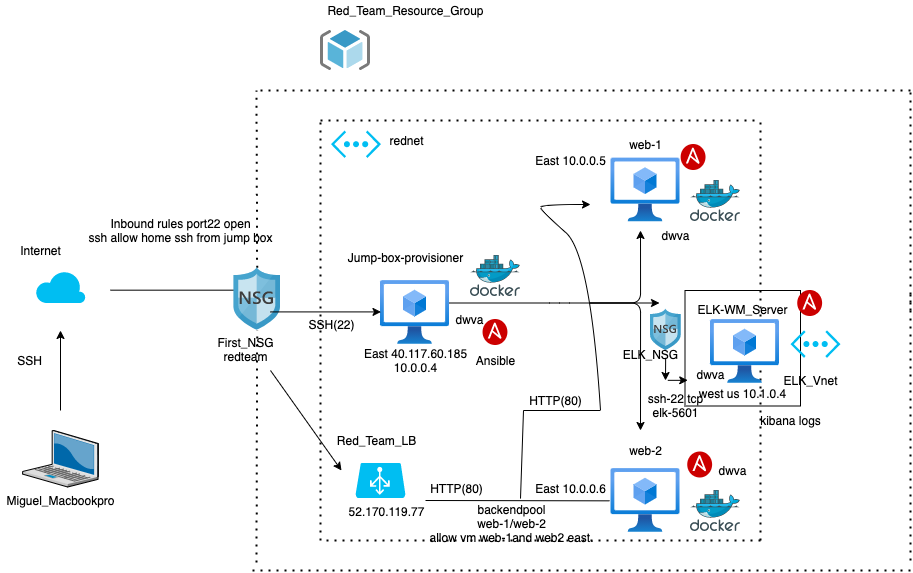 Red_Team_Resource_Group
rednet
web-1
East 10.0.0.5
docker
dwva
Inbound rules port22 open
ssh allow home ssh from jump box
Internet
NSG
First_NSG
redteam
SSH(22)
Jump-box-provisioner
docker
dwva
East 40.117.60.185
10.0.0.4
Ansible
NSG
ELK_NSG
ELK-WM_Server
dwva
west us 10.1.0.4
ELK_Vnet
ssh-22 tcp
elk-5601
kibana logs
SSH
Miguel_Macbookpro
HTTP(80)
Red_Team_LB
52.170.119.77
HTTP(80)
backendpool
web-1/web-2
allow vm web-1and web2 east
web-2
East 10.0.0.6
dwva
docker